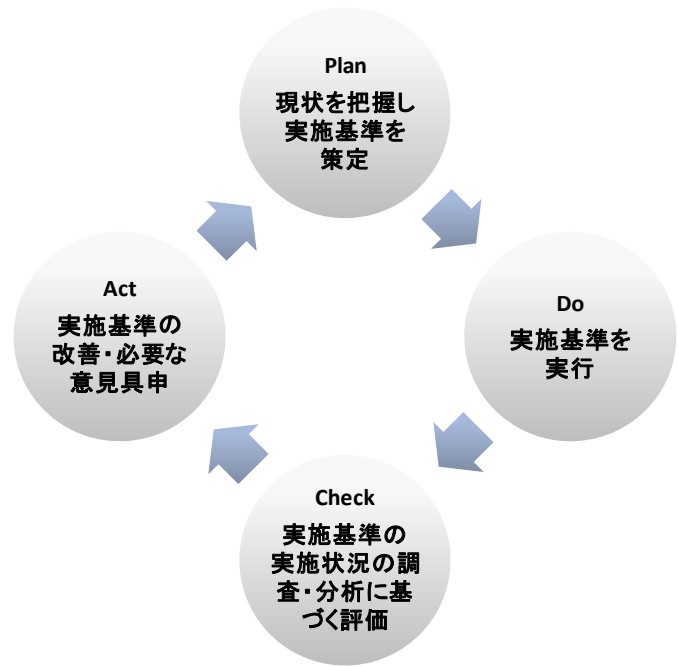 Plan
現状を把握し
実施基準を
策定
Do
実施基準を
実行
Check
実施基準の
実施状況の調
査・分析に基
づく評価
Act
実施基準の
改善・必要な
意見具申